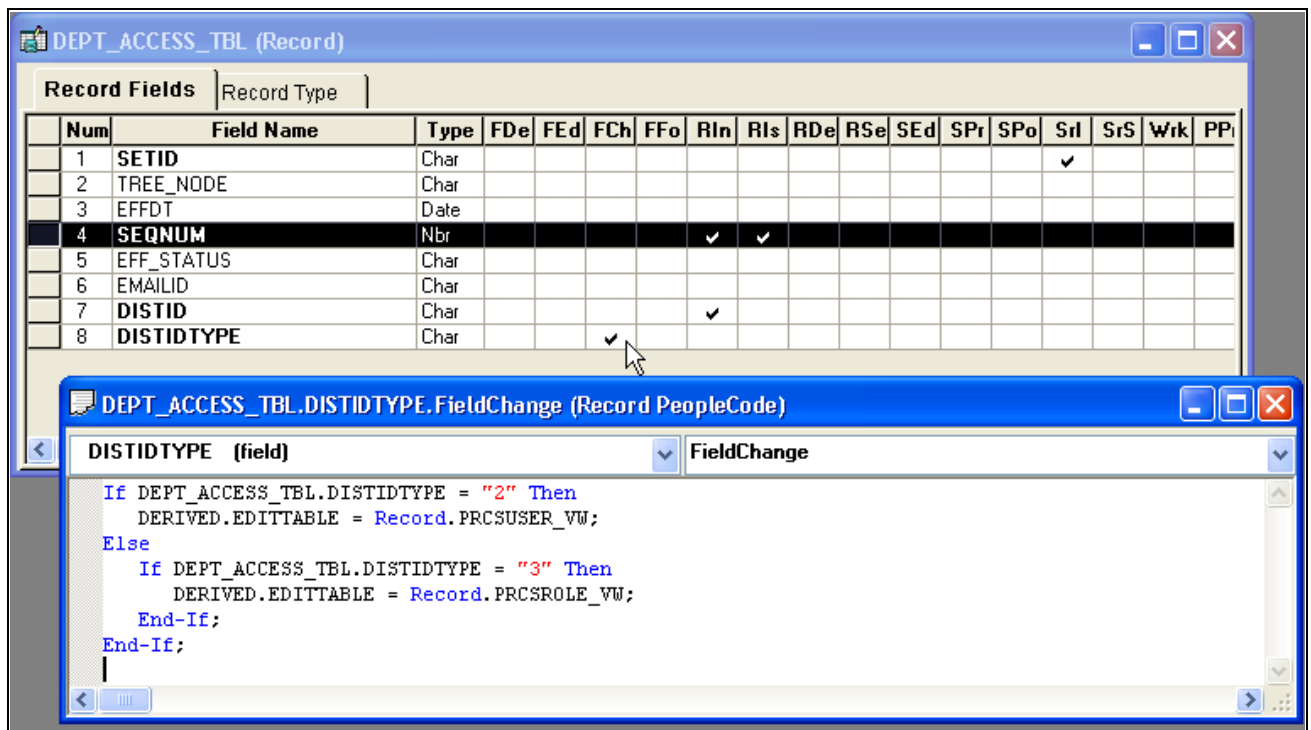 DEPT_ACCESS_TBL (Record)
Record Fields Record Type
Num Field Name Type FDe FEd FCh FFo RIn RIs RDe RSe SEd SPr SPo SrI SrS Wrk PPr
1 SETID Char
2 TREE_NODE Char
3 EFFDT Date
4 SEQNUM Nbr
5 EFF_STATUS Char
6 EMAILID Char
7 DISTID Char
8 DISTIDTYPE Char
DEPT_ACCESS_TBL.DISTIDTYPE.FieldChange (Record PeopleCode)
DISTIDTYPE (field) FieldChange
If DEPT_ACCESS_TBL.DISTIDTYPE = "2" Then
DERIVED.EDITTABLE = Record.PRCSUSER_VW;
Else
If DEPT_ACCESS_TBL.DISTIDTYPE = "3" Then
DERIVED.EDITTABLE = Record.PRCSROLE_VW;
End-If;
End-If;